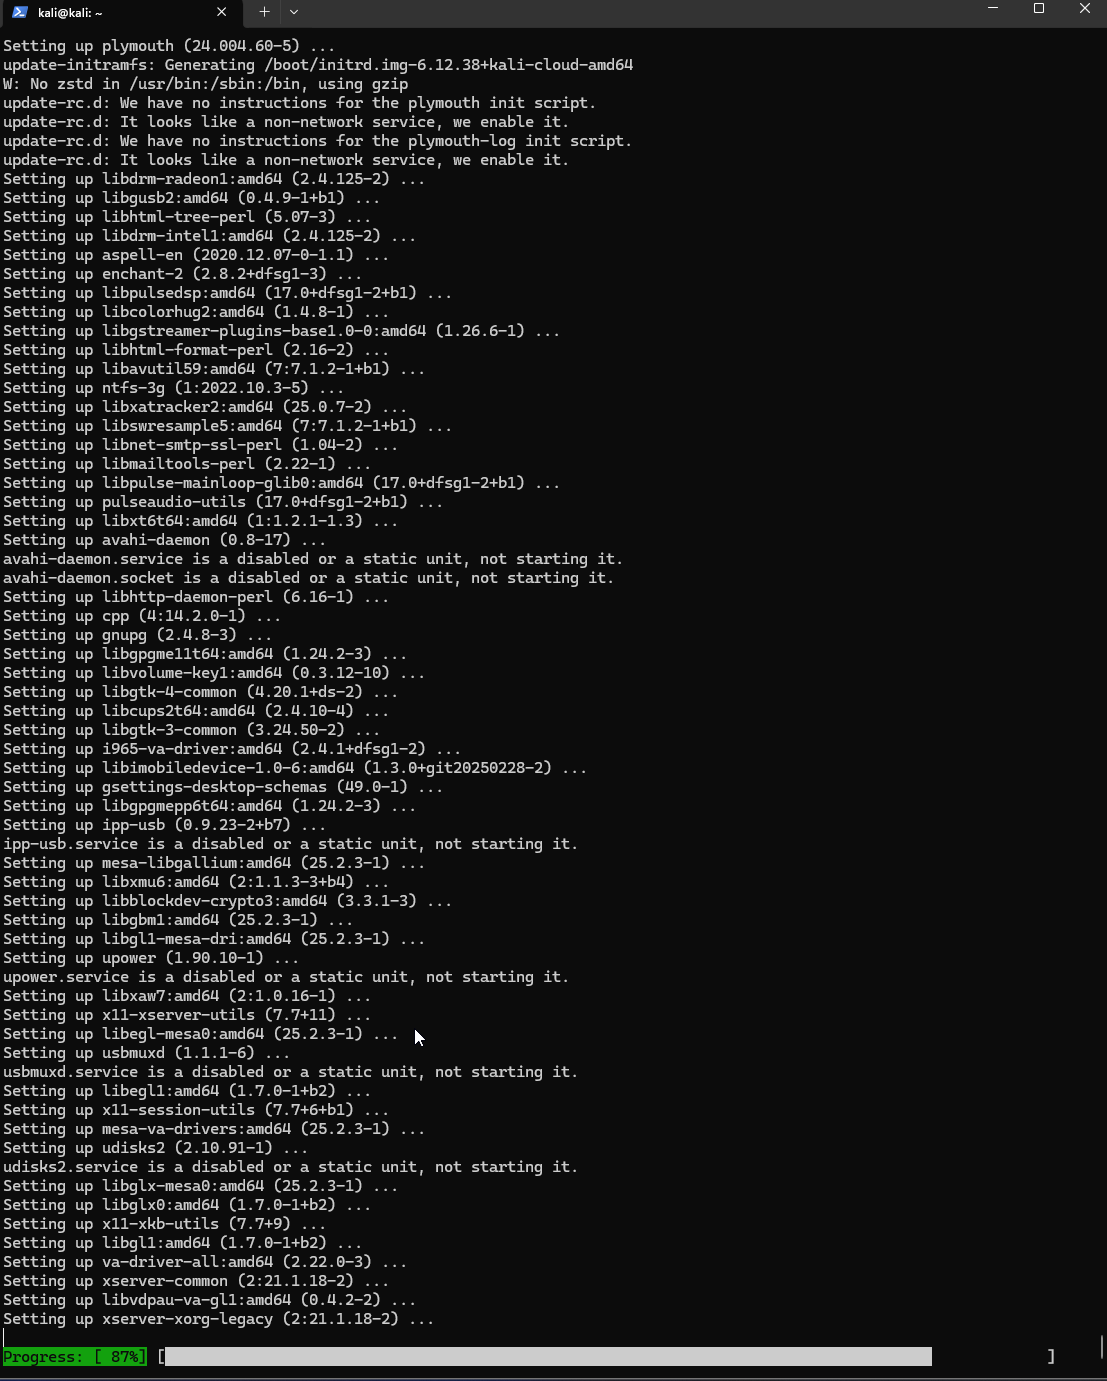 kali@kali: ~
Setting up plymouth (24.004.60-5) ...
update-initramfs: Generating /boot/initrd.img-6.12.38+kali-cloud-amd64
W: No zstd in /usr/bin:/sbin:/bin, using gzip
update-rc.d: We have no instructions for the plymouth init script.
update-rc.d: It looks like a non-network service, we enable it.
update-rc.d: We have no instructions for the plymouth-log init script.
update-rc.d: It looks like a non-network service, we enable it.
Setting up libdrm-radeon1:amd64 (2.4.125-2) ...
Setting up libgusb2:amd64 (0.4.9-1+b1) ...
Setting up libhtml-tree-perl (5.07-3) ...
Setting up libdrm-intel1:amd64 (2.4.125-2) ...
Setting up aspell-en (2020.12.07-0-1.1) ...
Setting up enchant-2 (2.8.2+dfsg1-3) ...
Setting up libpulsedsp:amd64 (17.0+dfsg1-2+b1) ...
Setting up libcolorhug2:amd64 (1.4.8-1) ...
Setting up libgstreamer-plugins-base1.0-0:amd64 (1.26.6-1) ...
Setting up libhtml-format-perl (2.16-2) ...
Setting up libavutil59:amd64 (7:7.1.2-1+b1) ...
Setting up ntfs-3g (1:2022.10.3-5) ...
Setting up libxatracker2:amd64 (25.0.7-2) ...
Setting up libswresample5:amd64 (7:7.1.2-1+b1) ...
Setting up libnet-smtp-ssl-perl (1.04-2) ...
Setting up libmailtools-perl (2.22-1) ...
Setting up libpulse-mainloop-glib0:amd64 (17.0+dfsg1-2+b1) ...
Setting up pulseaudio-utils (17.0+dfsg1-2+b1) ...
Setting up libxt6t64:amd64 (1:1.2.1-1.3) ...
Setting up avahi-daemon (0.8-17) ...
avahi-daemon.service is a disabled or a static unit, not starting it.
avahi-daemon.socket is a disabled or a static unit, not starting it.
Setting up libhttp-daemon-perl (6.16-1) ...
Setting up cpp (4:14.2.0-1) ...
Setting up gnupg (2.4.8-3) ...
Setting up libgpgme11t64:amd64 (1.24.2-3) ...
Setting up libvolume-key1:amd64 (0.3.12-10) ...
Setting up libgtk-4-common (4.20.1+ds-2) ...
Setting up libcups2t64:amd64 (2.4.10-4) ...
Setting up libgtk-3-common (3.24.50-2) ...
Setting up i965-va-driver:amd64 (2.4.1+dfsg1-2) ...
Setting up libimobiledevice-1.0-6:amd64 (1.3.0+git20250228-2) ...
Setting up gsettings-desktop-schemas (49.0-1) ...
Setting up libgpgmepp6t64:amd64 (1.24.2-3) ...
Setting up ipp-usb (0.9.23-2+b7) ...
ipp-usb.service is a disabled or a static unit, not starting it.
Setting up mesa-libgallium:amd64 (25.2.3-1) ...
Setting up libxmu6:amd64 (2:1.1.3-3+b4) ...
Setting up libblockdev-crypto3:amd64 (3.3.1-3) ...
Setting up libgbm1:amd64 (25.2.3-1) ...
Setting up libgl1-mesa-dri:amd64 (25.2.3-1) ...
Setting up upower (1.90.10-1) ...
upower.service is a disabled or a static unit, not starting it.
Setting up libxaw7:amd64 (2:1.0.16-1) ...
Setting up x11-xserver-utils (7.7+11) ...
Setting up libegl-mesa0:amd64 (25.2.3-1) ...
Setting up usbmuxd (1.1.1-6) ...
usbmuxd.service is a disabled or a static unit, not starting it.
Setting up libegl1:amd64 (1.7.0-1+b2) ...
Setting up x11-session-utils (7.7+6+b1) ...
Setting up mesa-va-drivers:amd64 (25.2.3-1) ...
Setting up udisks2 (2.10.91-1) ...
udisks2.service is a disabled or a static unit, not starting it.
Setting up libglx-mesa0:amd64 (25.2.3-1) ...
Setting up libglx0:amd64 (1.7.0-1+b2) ...
Setting up x11-xkb-utils (7.7+9) ...
Setting up libgl1:amd64 (1.7.0-1+b2) ...
Setting up va-driver-all:amd64 (2.22.0-3) ...
Setting up xserver-common (2:21.1.18-2) ...
Setting up libvdpau-va-gl1:amd64 (0.4.2-2) ...
Setting up xserver-xorg-legacy (2:21.1.18-2) ...
Progress: [ 87%] [ ]